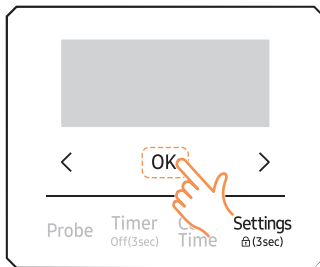 < OK >
Probe
Timer
Off(3sec)
Time
Settings
(3sec)